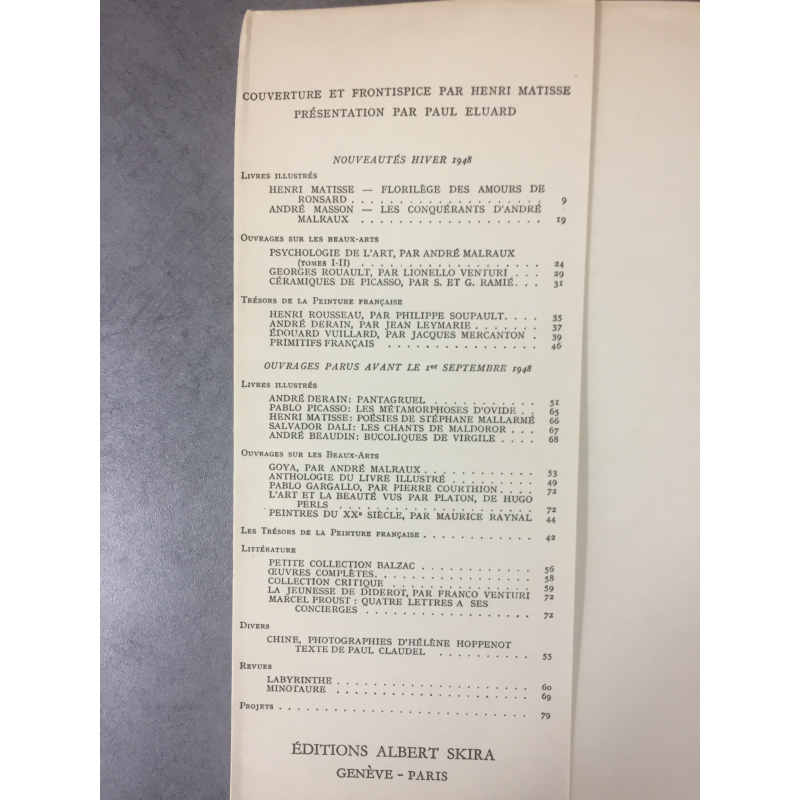 COUVERTURE ET FRONTISPICE PAR HENRI MATISSE
PRÉSENTATION PAR PAUL ELUARD
NOUVEAUTÉS HIVER 1948
LIVRES ILLUSTRÉS
HENRI MATISSE — FLORILÈGE DES AMOURS DE
RONSARD . . . . . . . . . . . . . . . . . . . 9
ANDRÉ MASSON — LES CONQUÉRANTS D'ANDRÉ
MALRAUX . . . . . . . . . . . . . . . . . . 19
OUVRAGES SUR LES BEAUX-ARTS
PSYCHOLOGIE DE L'ART, PAR ANDRÉ MALRAUX
(TOMES I-II) . . . . . . . . . . . . . . . . . 24
GEORGES ROUAULT, PAR LIONELLO VENTURI . . . 29
CÉRAMIQUES DE PICASSO, PAR S. ET G. RAMIÉ. . . 31
TRÉSORS DE LA PEINTURE FRANÇAISE
HENRI ROUSSEAU, PAR PHILIPPE SOUPAULT. . . . 35
ANDRÉ DERAIN, PAR JEAN LEYMARIE . . . . . . . 37
ÉDOUARD VUILLARD, PAR JACQUES MERCANTON . 39
PRIMITIFS FRANÇAIS . . . . . . . . . . . . . . . 46
OUVRAGES PARUS AVANT LE 1er SEPTEMBRE 1948
LIVRES ILLUSTRÉS
ANDRÉ DERAIN: PANTAGRUEL . . . . . . . . . . . 51
PABLO PICASSO: LES MÉTAMORPHOSES D'OVIDE . . 65
HENRI MATISSE: POÉSIES DE STÉPHANE MALLARMÉ 66
SALVADOR DALI: LES CHANTS DE MALDOROR . . . 67
ANDRÉ BEAUDIN: BUCOLIQUES DE VIRGILE . . . . 68
OUVRAGES SUR LES BEAUX-ARTS
GOYA, PAR ANDRÉ MALRAUX . . . . . . . . . . . 53
ANTHOLOGIE DU LIVRE ILLUSTRÉ . . . . . . . . . 49
PABLO GARGALLO, PAR PIERRE COURTHION . . . . 72
L'ART ET LA BEAUTÉ VUS PAR PLATON, DE HUGO
PERLS . . . . . . . . . . . . . . . . . . . . 72
PEINTRES DU XXe SIÈCLE, PAR MAURICE RAYNAL 44
LES TRÉSORS DE LA PEINTURE FRANÇAISE . . . . . . . . . . . . 42
LITTÉRATURE
PETITE COLLECTION BALZAC . . . . . . . . . . . . 56
ŒUVRES COMPLÈTES. . . . . . . . . . . . . . . . 58
COLLECTION CRITIQUE . . . . . . . . . . . . . . . 59
LA JEUNESSE DE DIDEROT, PAR FRANCO VENTURI 72
MARCEL PROUST : QUATRE LETTRES A SES
CONCIERGES . . . . . . . . . . . . . . . . . . 72
DIVERS
CHINE, PHOTOGRAPHIES D'HÉLÈNE HOPPENOT
TEXTE DE PAUL CLAUDEL . . . . . . . . . . 55
REVUES
LABYRINTHE . . . . . . . . . . . . . . . . . . . . 60
MINOTAURE . . . . . . . . . . . . . . . . . . . . 69
PROJETS . . . . . . . . . . . . . . . . . . . . . . . . . 79
ÉDITIONS ALBERT SKIRA
GENÈVE - PARIS